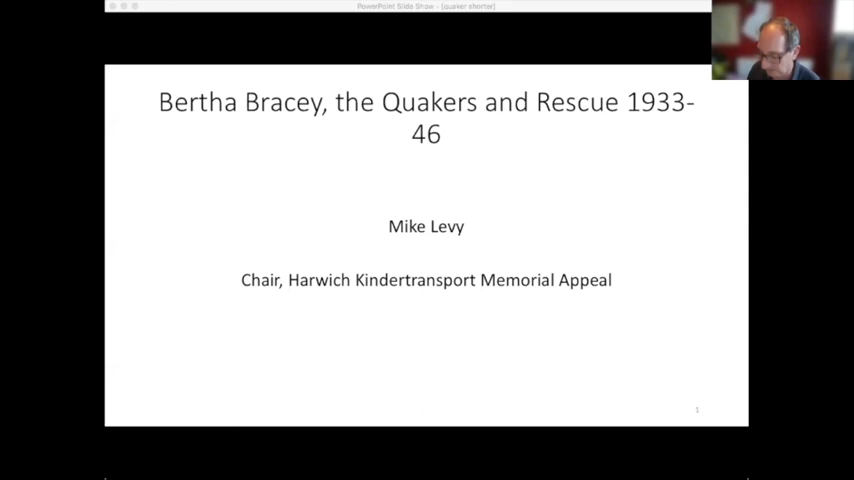 PowerPoint Slide Show - [quaker shorter]
Bertha Bracey, the Quakers and Rescue 1933-
46
Mike Levy
Chair, Harwich Kindertransport Memorial Appeal
1